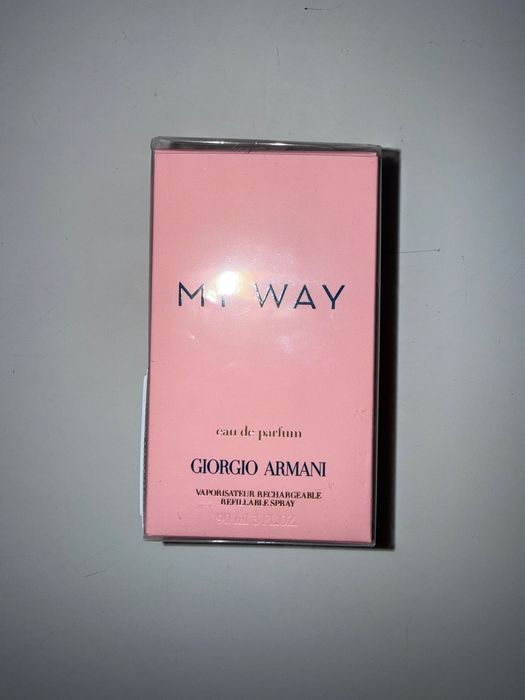 MY WAY
eau de parfum
GIORGIO ARMANI
VAPORISATEUR RECHARGEABLE
REFILLABLE SPRAY
90 ml 3 FL.OZ